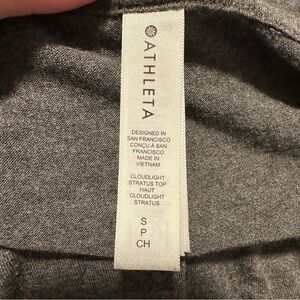 ATHLETA
DESIGNED IN
SAN FRANCISCO
CONÇU À SAN
FRANCISCO
MADE IN
VIETNAM
CLOUDLIGHT
STRATUS TOP
HAUT
CLOUDLIGHT
STRATUS
S
P
CH